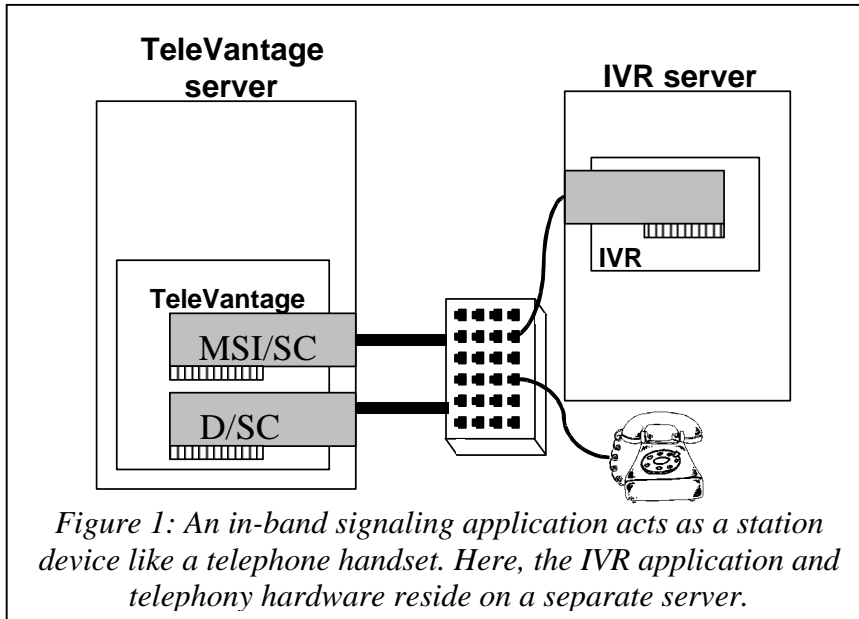 TeleVantage
server
IVR server
IVR
TeleVantage
MSI/SC
D/SC
Figure 1: An in-band signaling application acts as a station
device like a telephone handset. Here, the IVR application and
telephony hardware reside on a separate server.